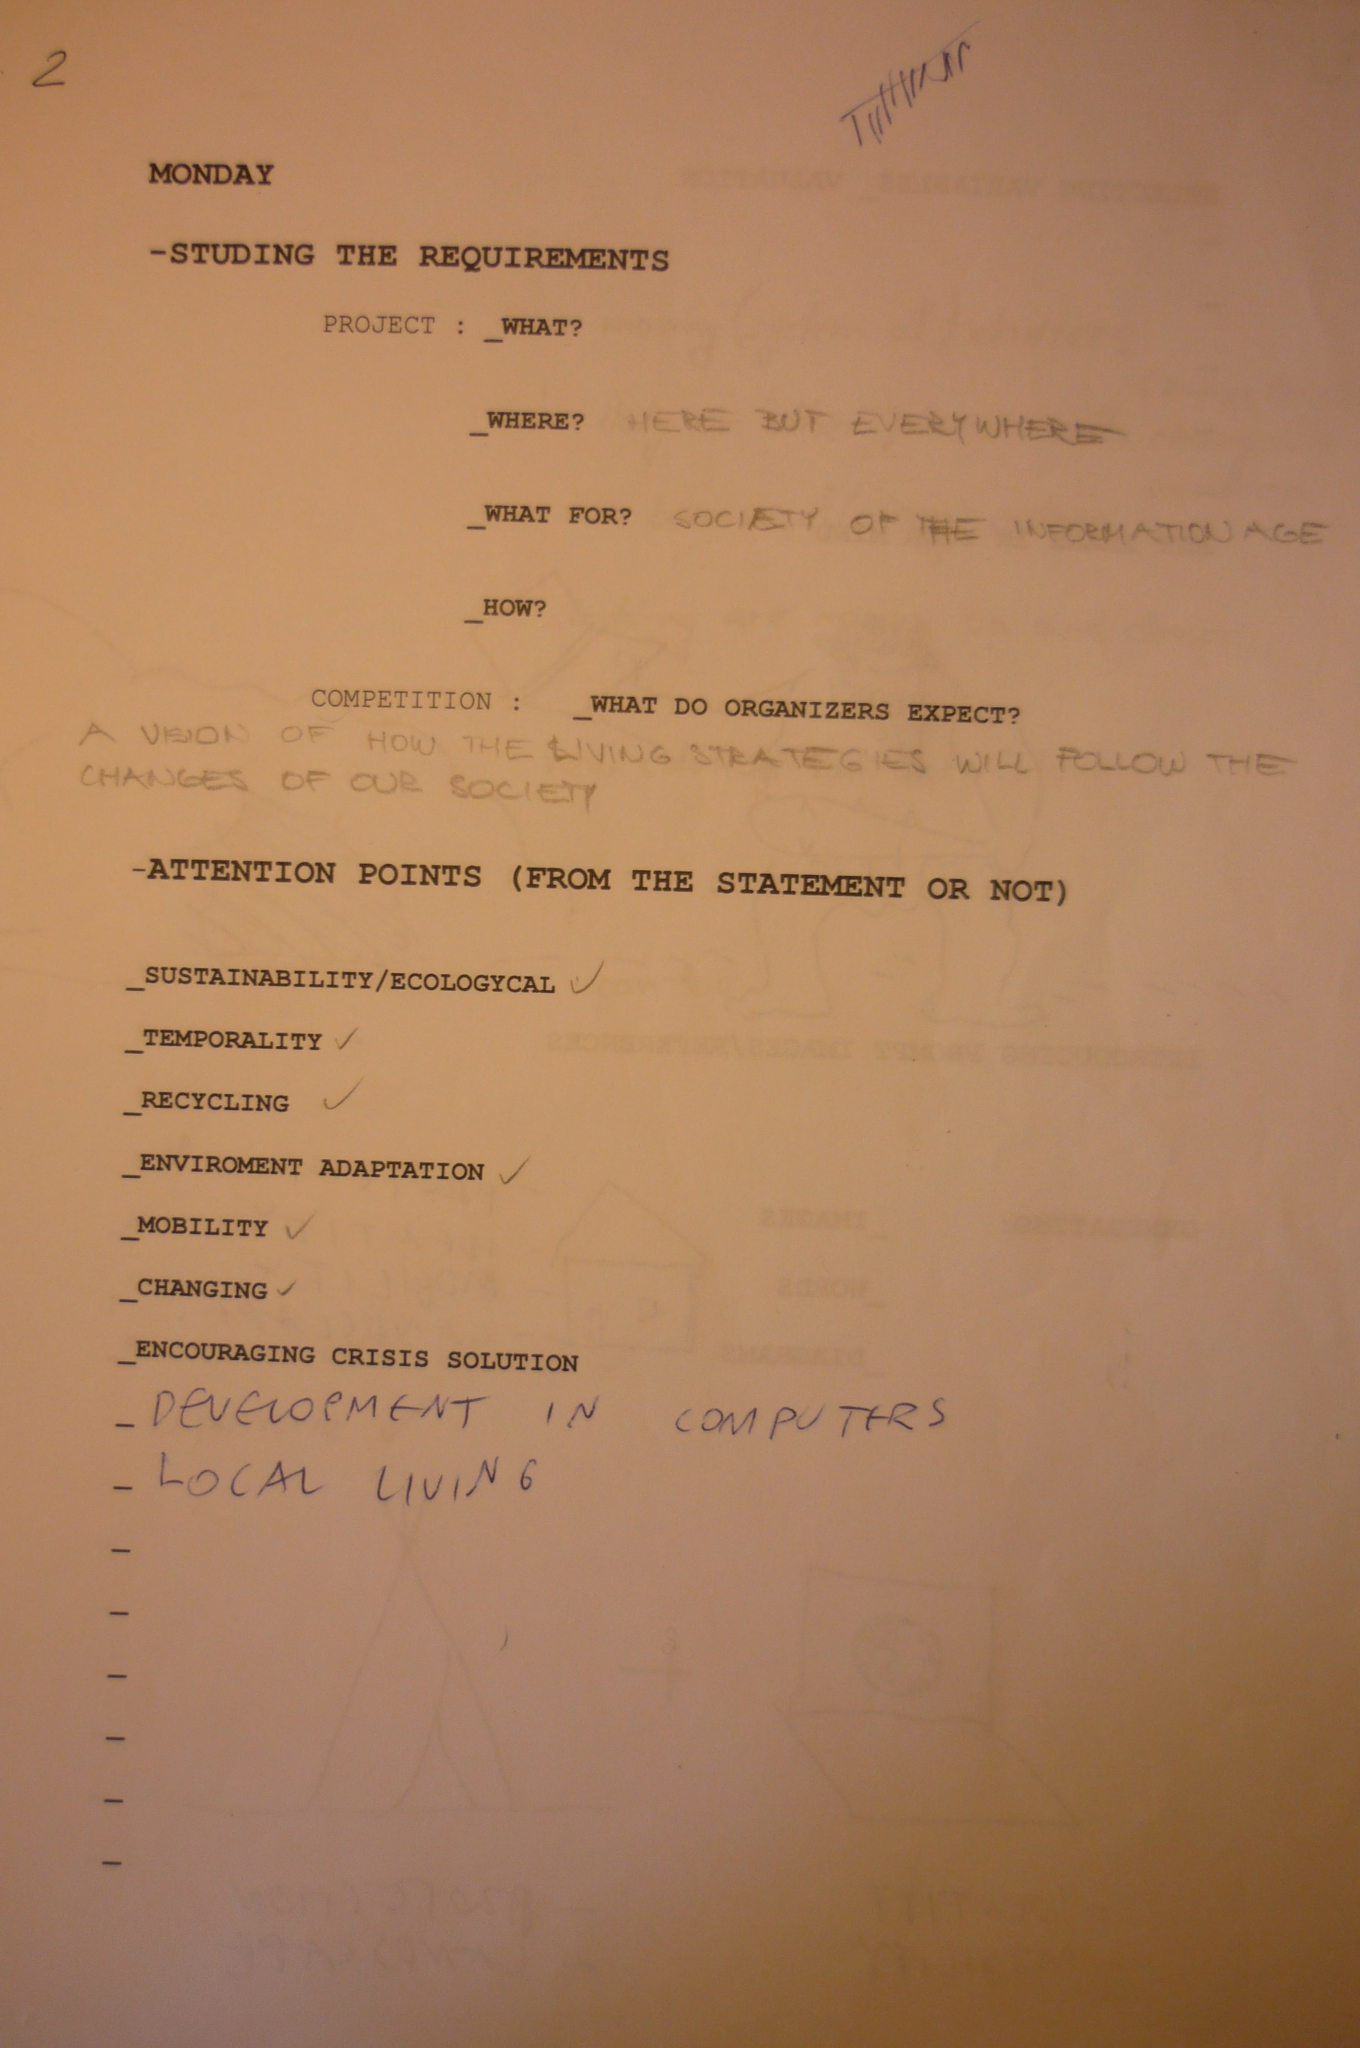 2
MONDAY
-STUDING THE REQUIREMENTS
PROJECT : _WHAT?
_WHERE? HERE BUT EVERYWHERE
_WHAT FOR? SOCIETY OF THE INFORMATION AGE
_HOW?
COMPETITION : _WHAT DO ORGANIZERS EXPECT?
A VISION OF HOW THE LIVING STRATEGIES WILL FOLLOW THE
CHANGES OF OUR SOCIETY
-ATTENTION POINTS (FROM THE STATEMENT OR NOT)
_SUSTAINABILITY/ECOLOGYCAL ✓
_TEMPORALITY ✓
_RECYCLING ✓
_ENVIROMENT ADAPTATION ✓
_MOBILITY ✓
_CHANGING ✓
_ENCOURAGING CRISIS SOLUTION
_ DEVELOPMENT IN COMPUTERS
_ LOCAL LIVING
_
_
_
_
_
_